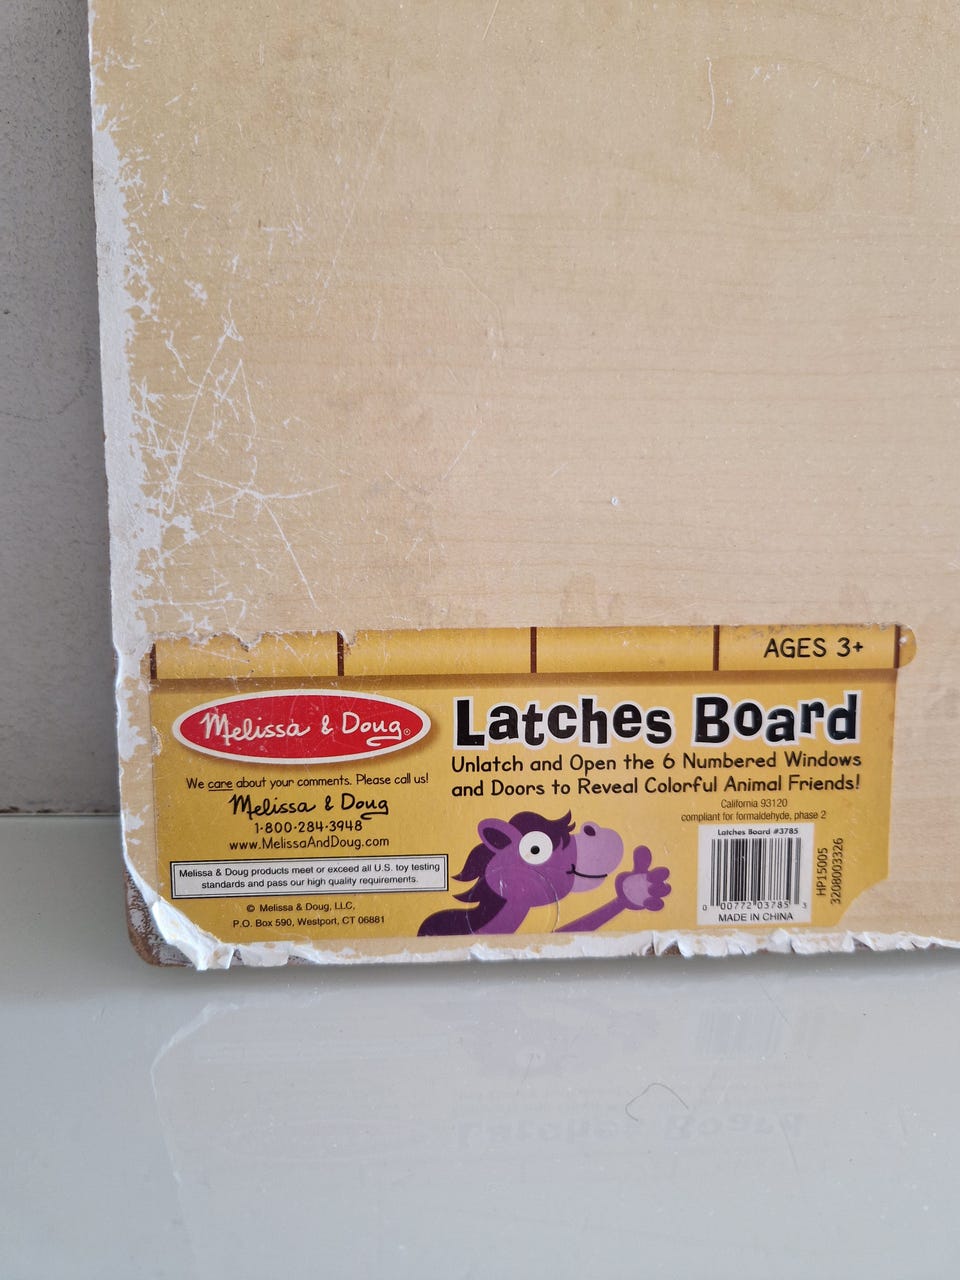 AGES 3+
Melissa & Doug®
Latches Board
Unlatch and Open the 6 Numbered Windows
and Doors to Reveal Colorful Animal Friends!
We care about your comments. Please call us!
Melissa & Doug
1-800-284-3948
www.MelissaAndDoug.com
Melissa & Doug products meet or exceed all U.S. toy testing
standards and pass our high quality requirements.
© Melissa & Doug, LLC,
P.O. Box 590, Westport, CT 06881
California 93120
compliant for formaldehyde, phase 2
Latches Board #3785
0 00772 03785 3
MADE IN CHINA
HP15005
3208003326